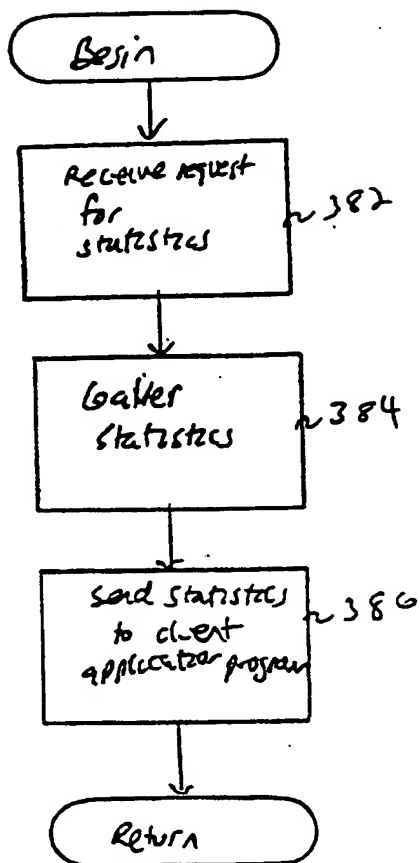 Begin
Receive request
for
statistics
382
Gather
statistics
384
Send statistics
to client
application program
386
Return